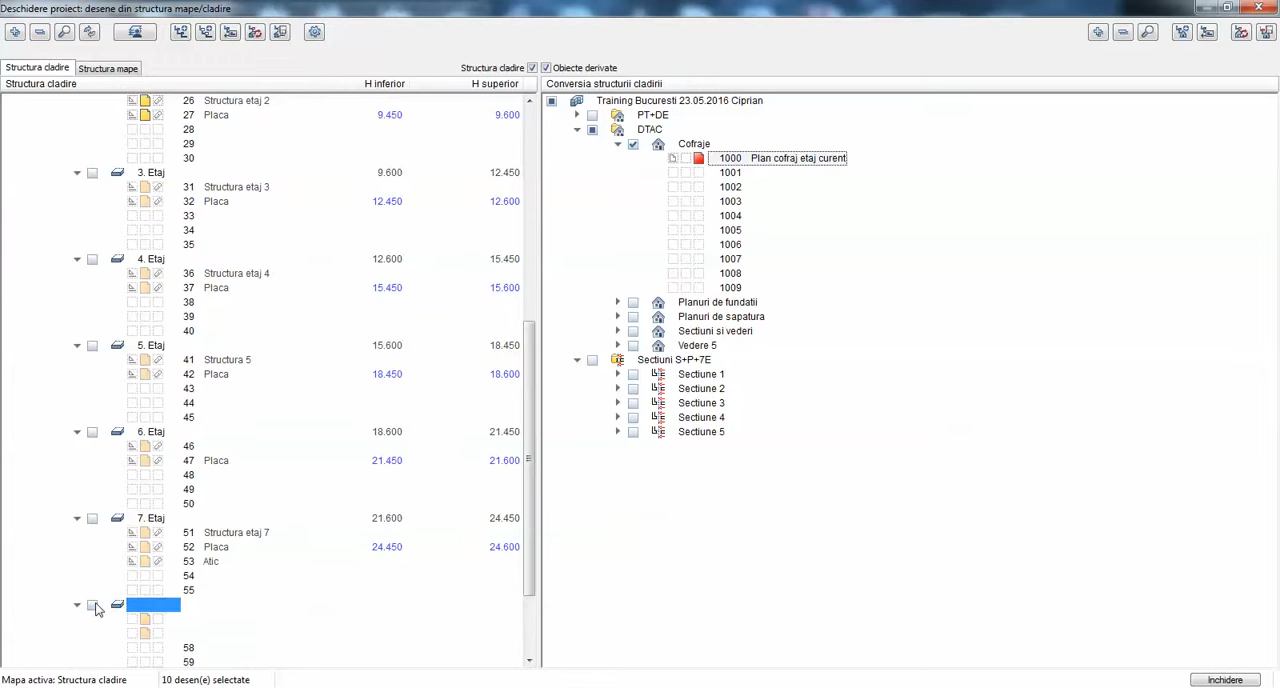 Deschidere proiect: desene din structura mape/cladire
Structura cladire Structura mape Structura cladire Obiecte derivate
Structura cladire H inferior H superior Conversia structurii cladirii
26 Structura etaj 2
27 Placa 9.450 9.600
28
29
30
3. Etaj 9.600 12.450
31 Structura etaj 3
32 Placa 12.450 12.600
33
34
35
4. Etaj 12.600 15.450
36 Structura etaj 4
37 Placa 15.450 15.600
38
39
40
5. Etaj 15.600 18.450
41 Structura 5
42 Placa 18.450 18.600
43
44
45
6. Etaj 18.600 21.450
46
47 Placa 21.450 21.600
48
49
50
7. Etaj 21.600 24.450
51 Structura etaj 7
52 Placa 24.450 24.600
53 Atic
54
55
58
59
Training Bucuresti 23.05.2016 Ciprian
PT+DE
DTAC
Cofraje
1000 Plan cofraj etaj curent
1001
1002
1003
1004
1005
1006
1007
1008
1009
Planuri de fundatii
Planuri de sapatura
Sectiuni si vederi
Vedere 5
Sectiuni S+P+7E
Sectiune 1
Sectiune 2
Sectiune 3
Sectiune 4
Sectiune 5
Mapa activa: Structura cladire 10 desen(e) selectate Inchidere